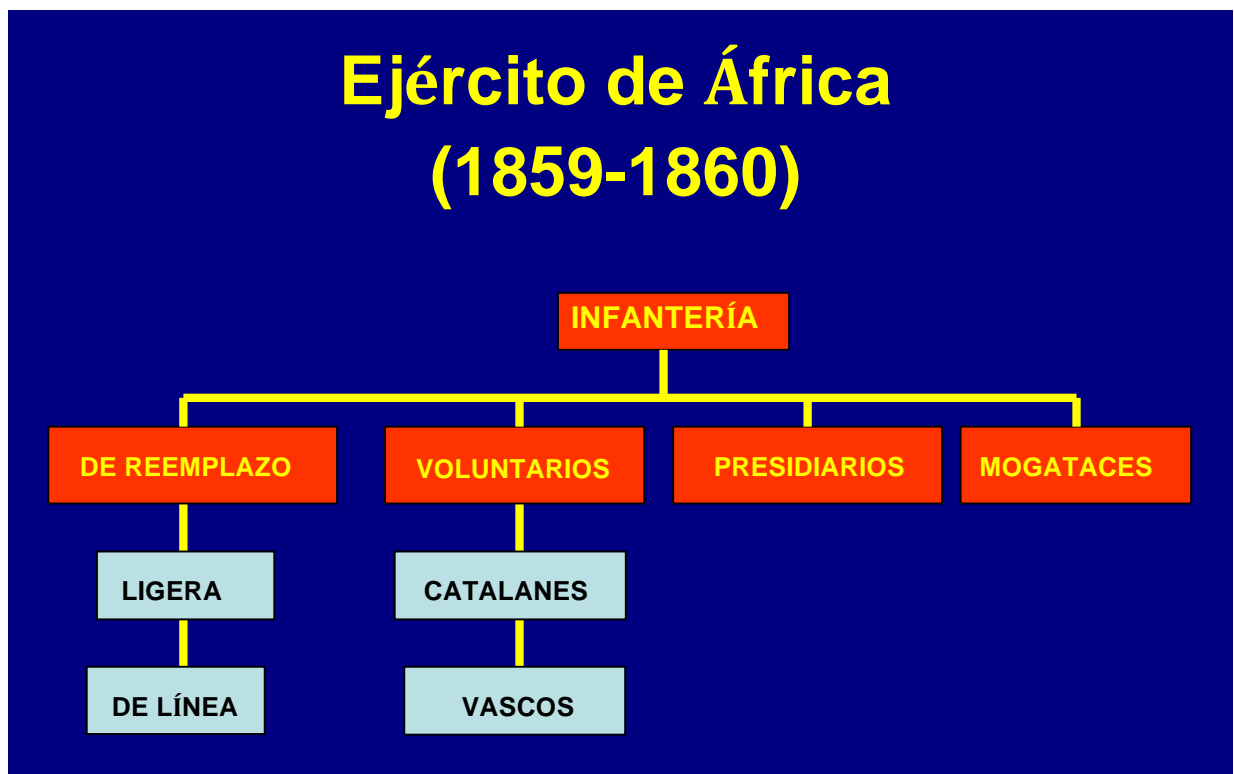 Ejército de África
(1859-1860)
INFANTERÍA
DE REEMPLAZO
VOLUNTARIOS
PRESIDIARIOS
MOGATACES
LIGERA
CATALANES
DE LÍNEA
VASCOS